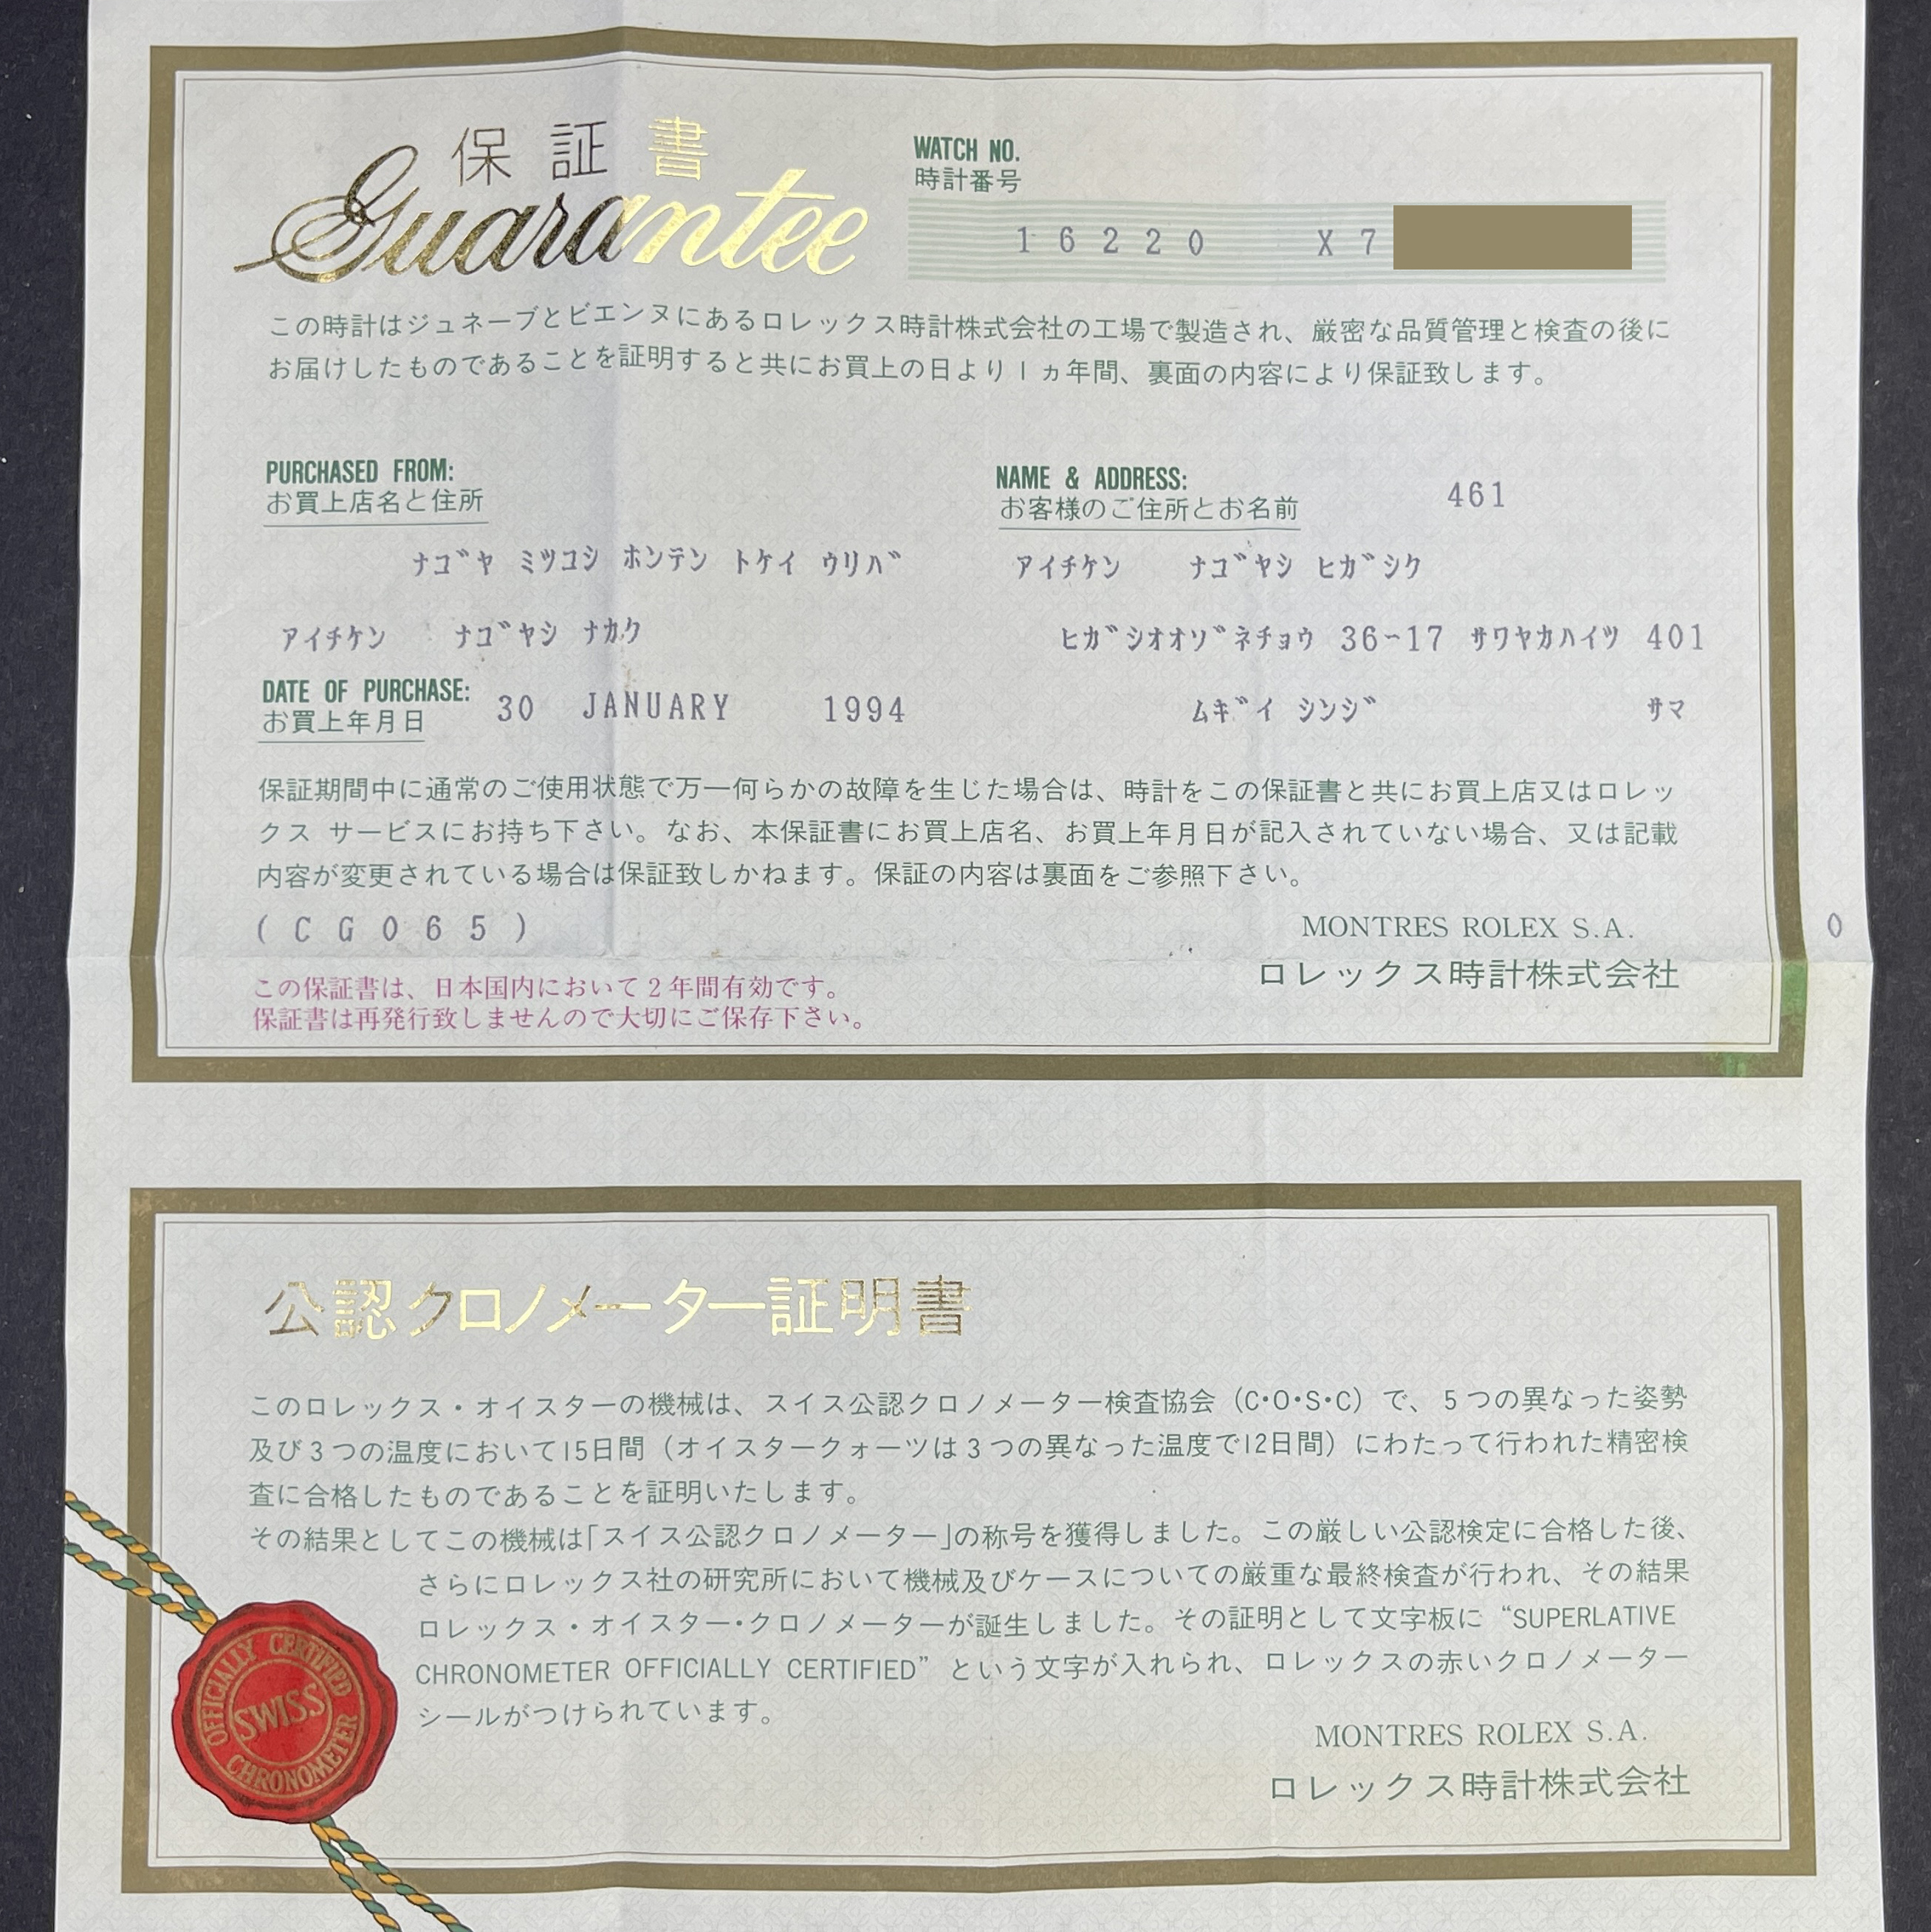 保証書
Guarantee
WATCH NO.
時計番号
16220 X7
この時計はジュネーブとビエンヌにあるロレックス時計株式会社の工場で製造され、厳密な品質管理と検査の後に
お届けしたものであることを証明すると共にお買上の日より1ヵ年間、裏面の内容により保証致します。
PURCHASED FROM:
お買上店名と住所
ナゴヤ ミツコシ ホンテン トケイ ウリバ
アイチケン ナゴヤシ ナカク
DATE OF PURCHASE:
お買上年月日
30 JANUARY 1994
NAME & ADDRESS:
お客様のご住所とお名前
461
アイチケン ナゴヤシ ヒガシク
ヒガシオオゾネチョウ 36-17 サワヤカハイツ 401
ムギイ シンジ サマ
保証期間中に通常のご使用状態で万一何らかの故障を生じた場合は、時計をこの保証書と共にお買上店又はロレッ
クス サービスにお持ち下さい。なお、本保証書にお買上店名、お買上年月日が記入されていない場合、又は記載
内容が変更されている場合は保証致しかねます。保証の内容は裏面をご参照下さい。
(CG065)
MONTRES ROLEX S.A.
0
ロレックス時計株式会社
この保証書は、日本国内において2年間有効です。
保証書は再発行致しませんので大切にご保存下さい。
公認クロノメーター証明書
このロレックス・オイスターの機械は、スイス公認クロノメーター検査協会（C・O・S・C）で、5つの異なった姿勢
及び3つの温度において15日間（オイスタークォーツは3つの異なった温度で12日間）にわたって行われた精密検
査に合格したものであることを証明いたします。
その結果としてこの機械は「スイス公認クロノメーター」の称号を獲得しました。この厳しい公認検定に合格した後、
さらにロレックス社の研究所において機械及びケースについての厳重な最終検査が行われ、その結果
ロレックス・オイスター・クロノメーターが誕生しました。その証明として文字板に“SUPERLATIVE
CHRONOMETER OFFICIALLY CERTIFIED”という文字が入れられ、ロレックスの赤いクロノメーター
シールがつけられています。
MONTRES ROLEX S.A.
ロレックス時計株式会社
OFFICIALLY CERTIFIED
SWISS
CHRONOMETER